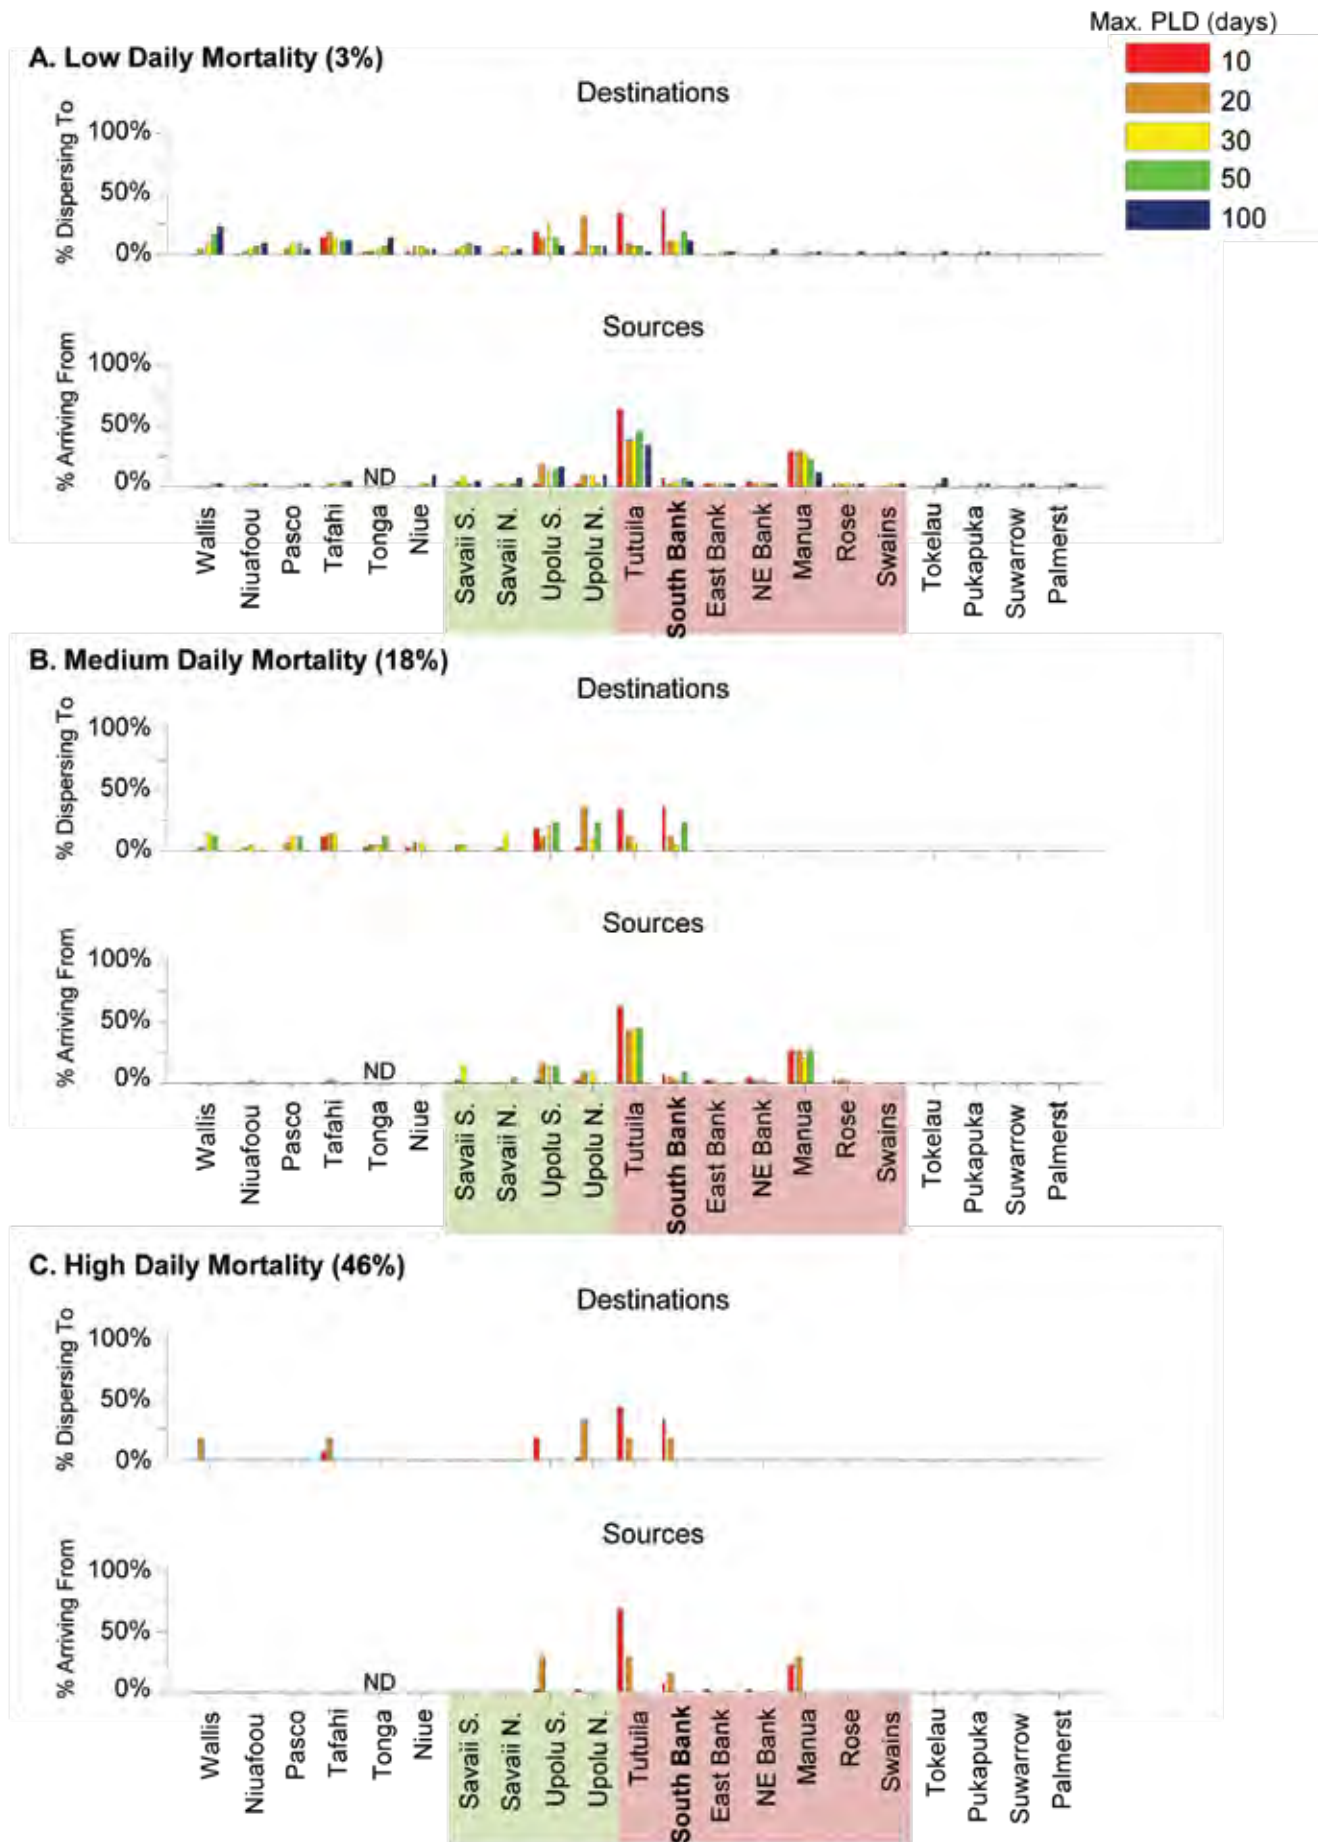 Max. PLD (days)
10
20
30
50
100
A. Low Daily Mortality (3%)
Destinations
% Dispersing To
100%
50%
0%
Sources
% Arriving From
100%
50%
0%
ND
Wallis
Niuafoou
Pasco
Tafahi
Tonga
Niue
Savaii S.
Savaii N.
Upolu S.
Upolu N.
Tutuila
South Bank
East Bank
NE Bank
Manua
Rose
Swains
Tokelau
Pukapuka
Suwarrow
Palmerst
B. Medium Daily Mortality (18%)
Destinations
% Dispersing To
100%
50%
0%
Sources
% Arriving From
100%
50%
0%
ND
Wallis
Niuafoou
Pasco
Tafahi
Tonga
Niue
Savaii S.
Savaii N.
Upolu S.
Upolu N.
Tutuila
South Bank
East Bank
NE Bank
Manua
Rose
Swains
Tokelau
Pukapuka
Suwarrow
Palmerst
C. High Daily Mortality (46%)
Destinations
% Dispersing To
100%
50%
0%
Sources
% Arriving From
100%
50%
0%
ND
Wallis
Niuafoou
Pasco
Tafahi
Tonga
Niue
Savaii S.
Savaii N.
Upolu S.
Upolu N.
Tutuila
South Bank
East Bank
NE Bank
Manua
Rose
Swains
Tokelau
Pukapuka
Suwarrow
Palmerst